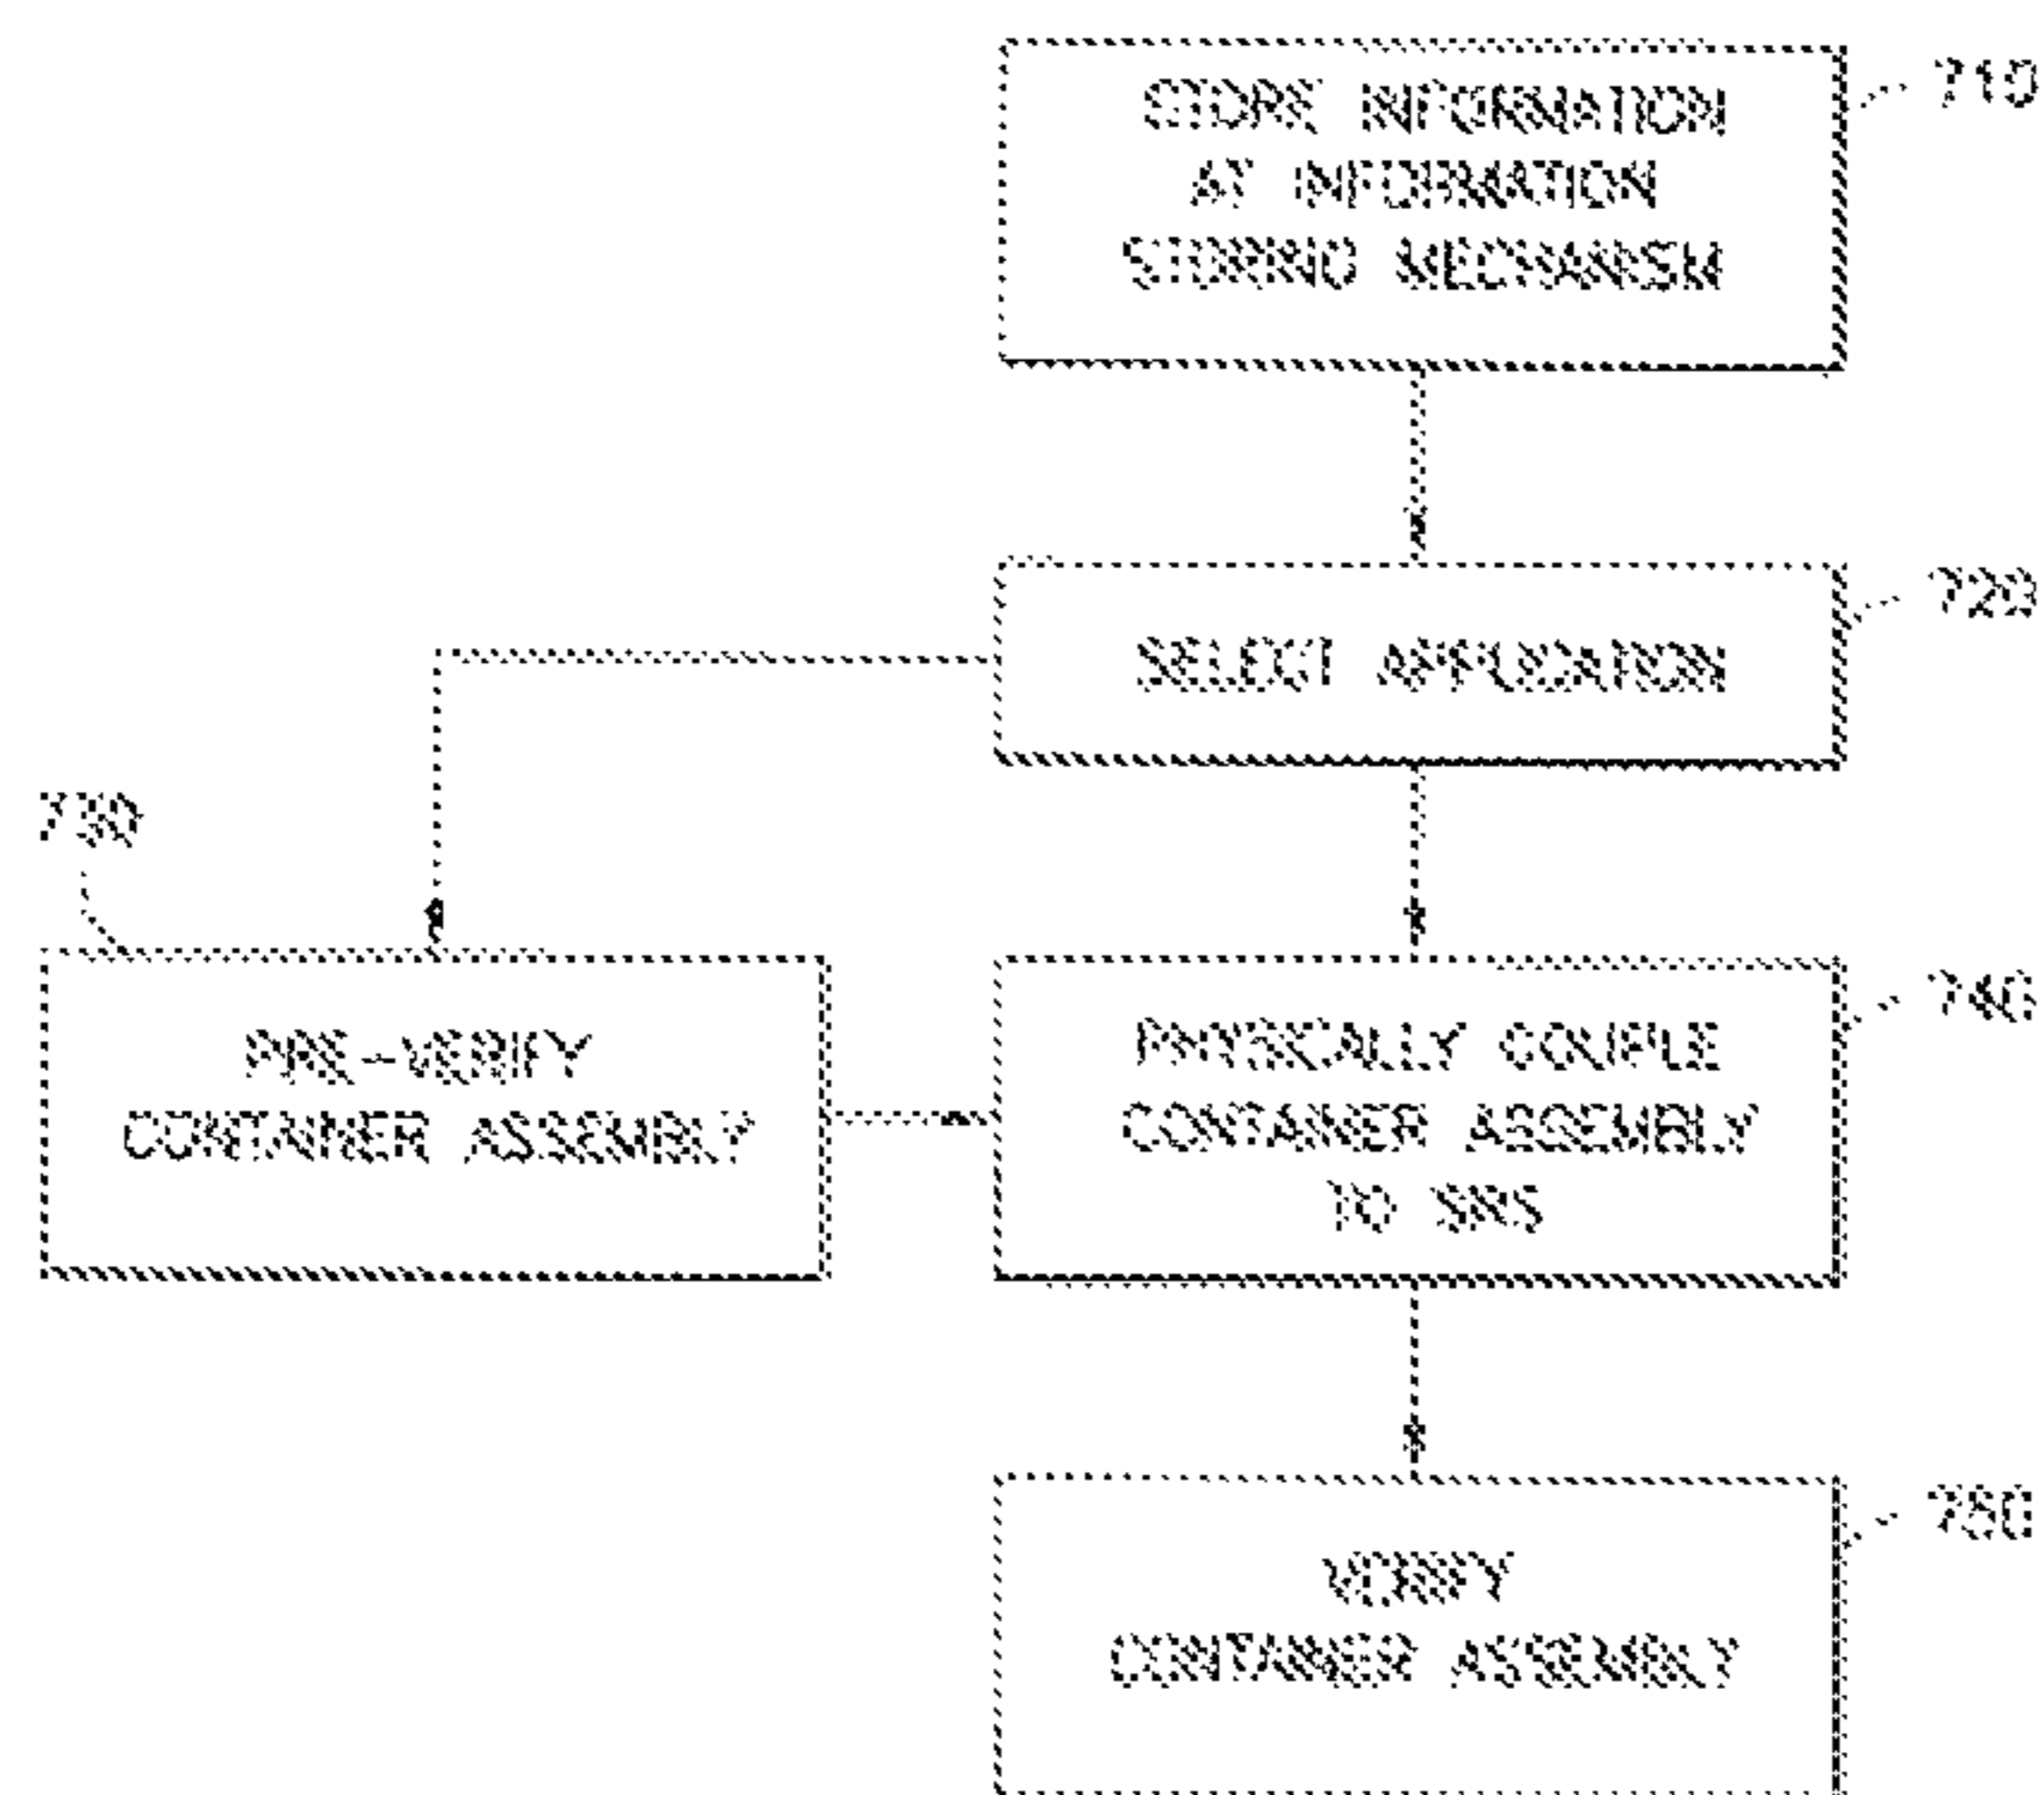 STORE INFORMATION
AT INFORMATION
STORING MECHANISM
710
SELECT APPLICATION
720
730
PRE-VERIFY
CONTAINER ASSEMBLY
PHYSICALLY COUPLE
CONTAINER ASSEMBLY
TO
740
VERIFY
CONTAINER ASSEMBLY
750